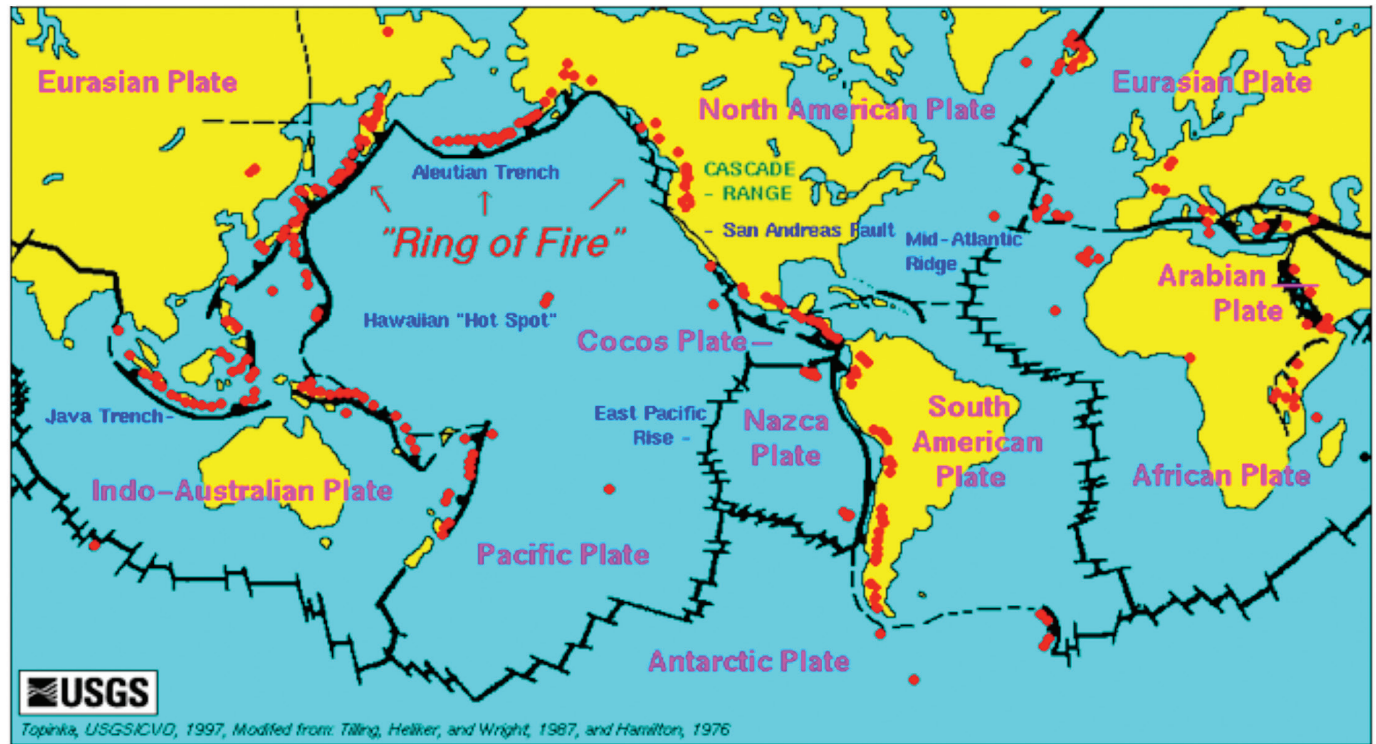 Eurasian Plate
Eurasian Plate
North American Plate
CASCADE
- RANGE
Aleutian Trench
"Ring of Fire"
- San Andreas Fault
Mid-Atlantic
Ridge
Arabian
Plate
Hawaiian "Hot Spot"
Cocos Plate
Java Trench-
East Pacific
Rise -
Nazca
Plate
South
American
Plate
Indo-Australian Plate
African Plate
Pacific Plate
Antarctic Plate
USGS
Topinka, USGS/CVO, 1997, Modified from: Tilling, Heliker, and Wright, 1987, and Hamilton, 1976